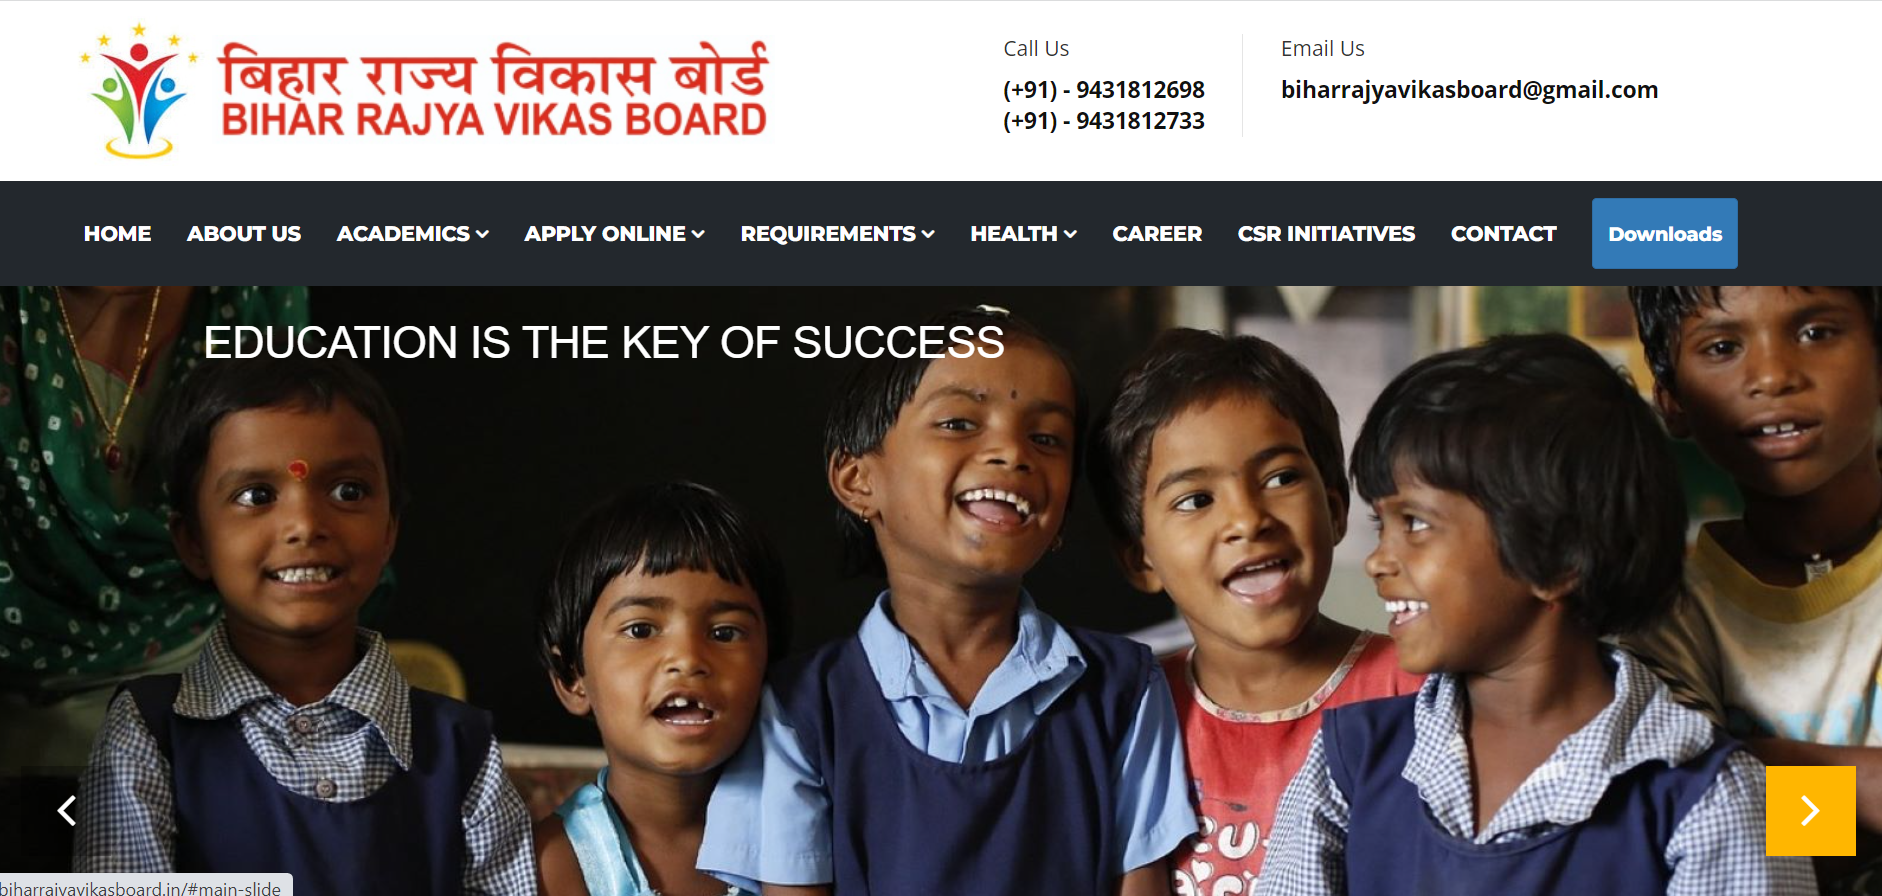 बिहार राज्य विकास बोर्ड
BIHAR RAJYA VIKAS BOARD
Call Us
(+91) - 9431812698
(+91) - 9431812733
Email Us
biharrajyavikasboard@gmail.com
HOME ABOUT US ACADEMICS APPLY ONLINE REQUIREMENTS HEALTH CAREER CSR INITIATIVES CONTACT Downloads
EDUCATION IS THE KEY OF SUCCESS
biharrajyavikasboard.in/#main-slide